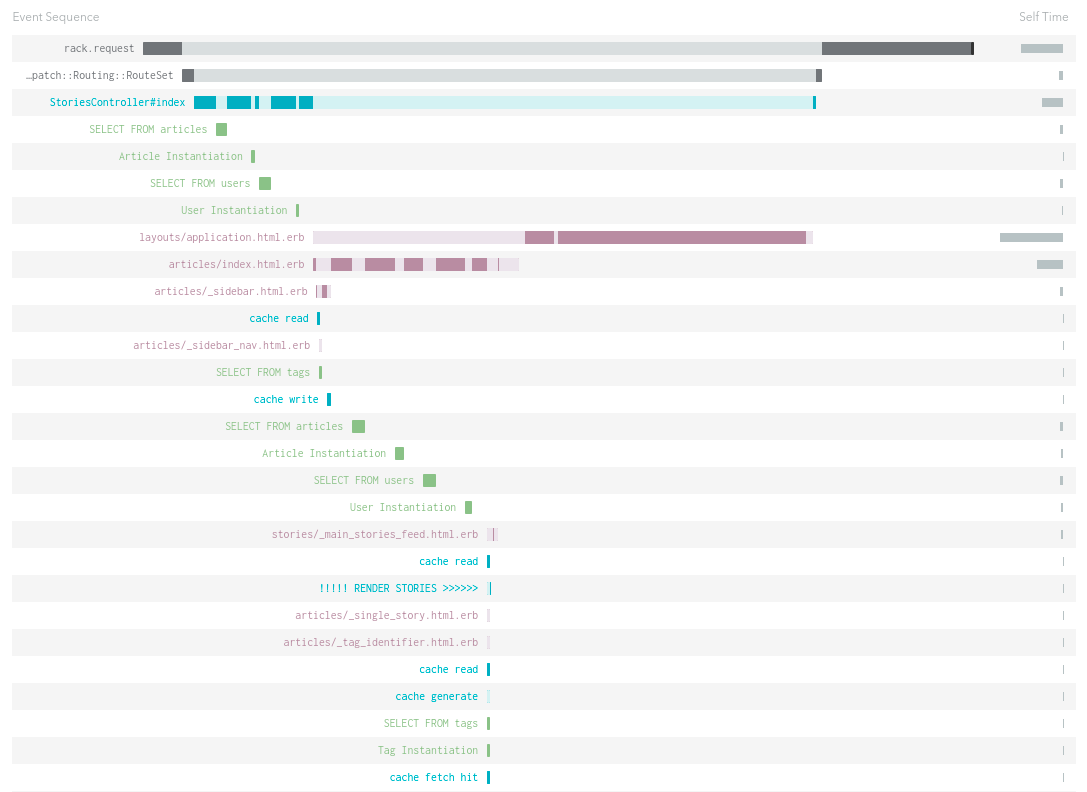 Event Sequence Self Time
rack.request
…patch::Routing::RouteSet
StoriesController#index
SELECT FROM articles
Article Instantiation
SELECT FROM users
User Instantiation
layouts/application.html.erb
articles/index.html.erb
articles/_sidebar.html.erb
cache read
articles/_sidebar_nav.html.erb
SELECT FROM tags
cache write
SELECT FROM articles
Article Instantiation
SELECT FROM users
User Instantiation
stories/_main_stories_feed.html.erb
cache read
!!!!! RENDER STORIES >>>>>>
articles/_single_story.html.erb
articles/_tag_identifier.html.erb
cache read
cache generate
SELECT FROM tags
Tag Instantiation
cache fetch hit